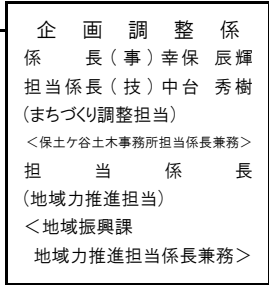 企画調整係
係長(事)幸保 辰輝
担当係長(技)中台 秀樹
(まちづくり調整担当)
＜保土ケ谷土木事務所担当係長兼務＞
担当係長
(地域力推進担当)
＜地域振興課
地域力推進担当係長兼務＞